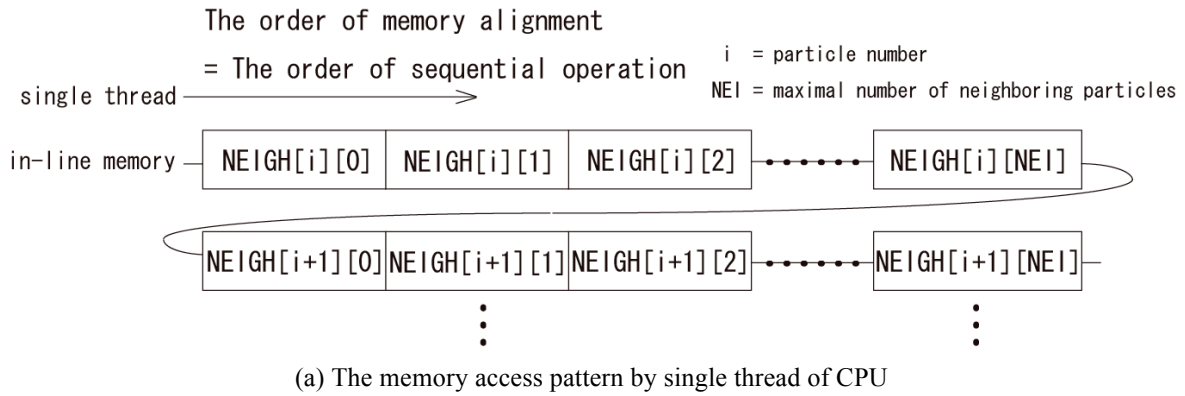 The order of memory alignment
= The order of sequential operation
i = particle number
NEI = maximal number of neighboring particles
single thread
in-line memory NEIGH[i][0] NEIGH[i][1] NEIGH[i][2] •••••• NEIGH[i][NEI]
NEIGH[i+1][0] NEIGH[i+1][1] NEIGH[i+1][2] •••••• NEIGH[i+1][NEI]
(a) The memory access pattern by single thread of CPU